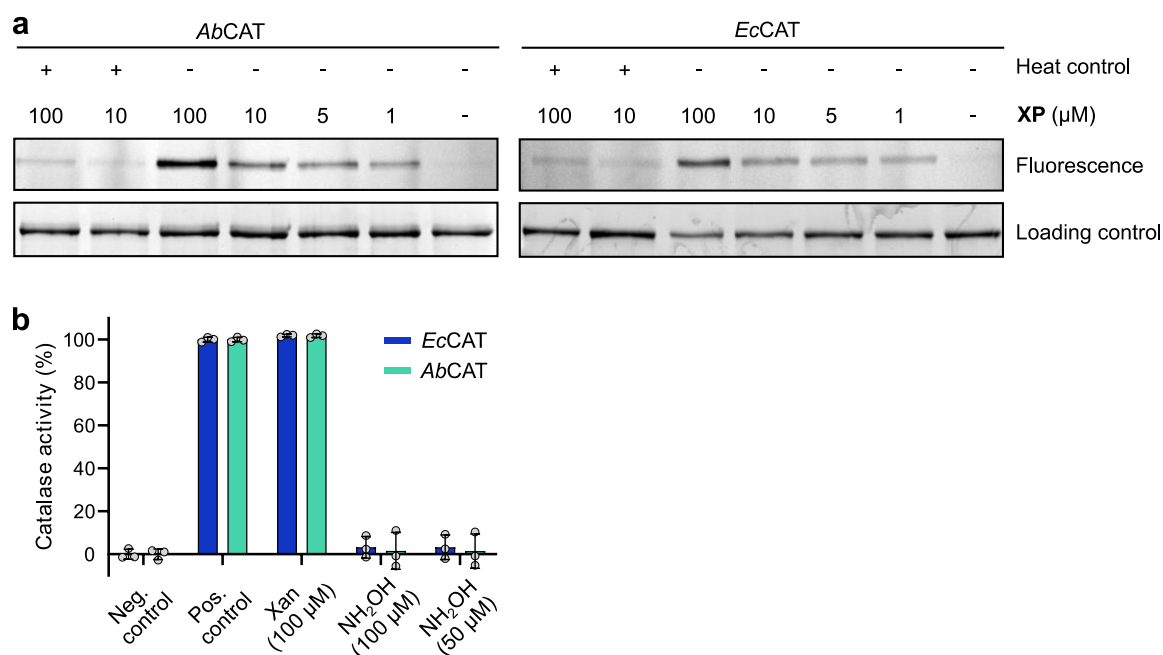 a
AbCAT EcCAT
+ + - - - - - + + - - - - - Heat control
100 10 100 10 5 1 - 100 10 100 10 5 1 - XP (µM)
Fluorescence
Loading control
b
Catalase activity (%)
100
80
60
40
20
0
EcCAT
AbCAT
Neg. control
Pos. control
Xan (100 µM)
NH₂OH (100 µM)
NH₂OH (50 µM)